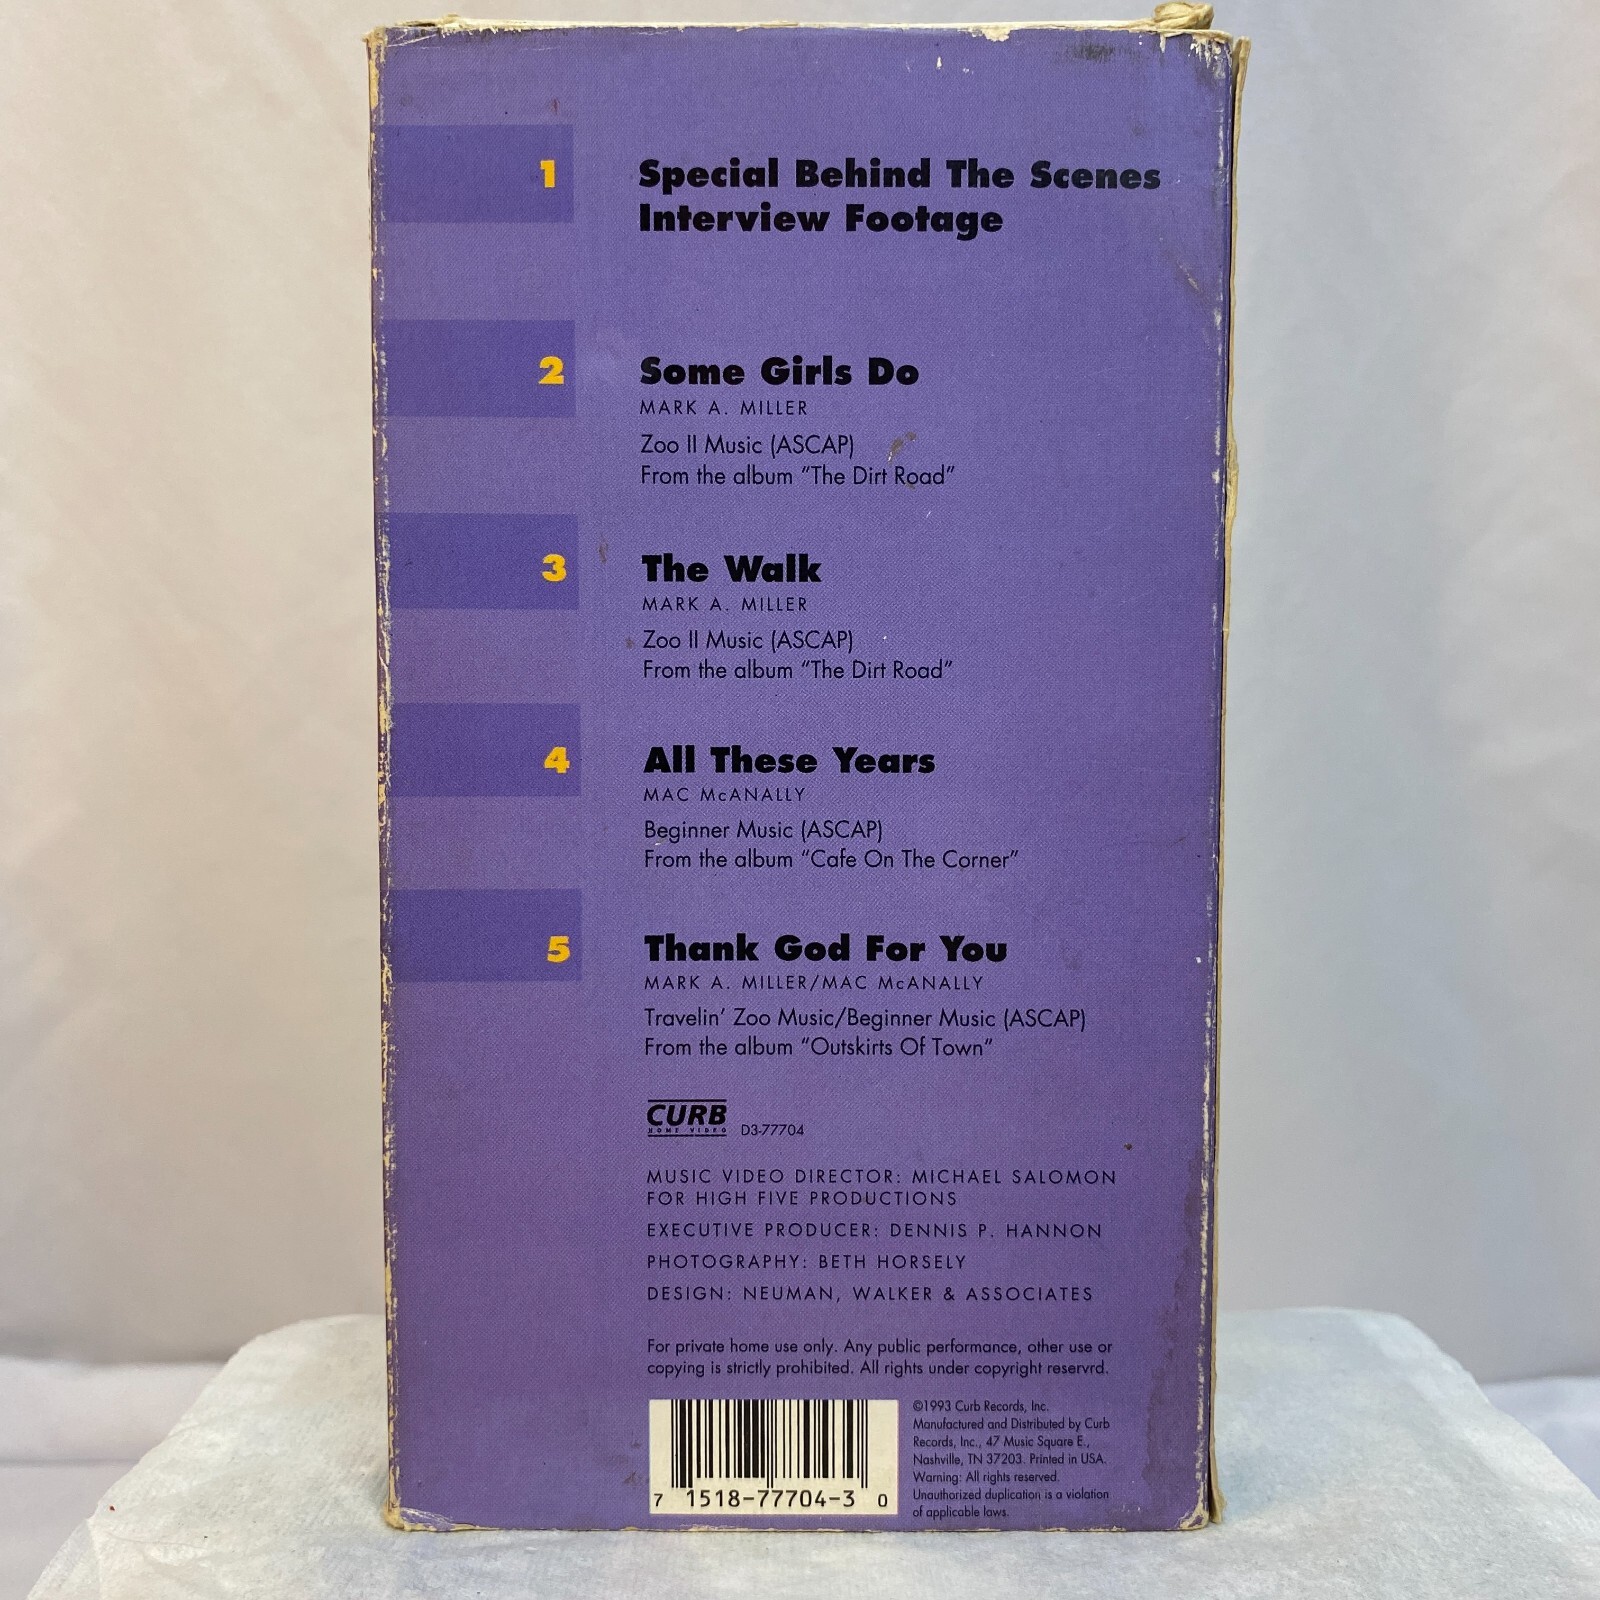 1
Special Behind The Scenes
Interview Footage
2
Some Girls Do
MARK A. MILLER
Zoo II Music (ASCAP)
From the album “The Dirt Road”
3
The Walk
MARK A. MILLER
Zoo II Music (ASCAP)
From the album “The Dirt Road”
4
All These Years
MAC McANALLY
Beginner Music (ASCAP)
From the album “Cafe On The Corner”
5
Thank God For You
MARK A. MILLER/MAC McANALLY
Travelin’ Zoo Music/Beginner Music (ASCAP)
From the album “Outskirts Of Town”
CURB
HOME VIDEO
D3-77704
MUSIC VIDEO DIRECTOR: MICHAEL SALOMON
FOR HIGH FIVE PRODUCTIONS
EXECUTIVE PRODUCER: DENNIS P. HANNON
PHOTOGRAPHY: BETH HORSELY
DESIGN: NEUMAN, WALKER & ASSOCIATES
For private home use only. Any public performance, other use or
copying is strictly prohibited. All rights under copyright reservrd.
7 1518-77704-3 0
©1993 Curb Records, Inc.
Manufactured and Distributed by Curb
Records, Inc., 47 Music Square E.,
Nashville, TN 37203. Printed in USA.
Warning: All rights reserved.
Unauthorized duplication is a violation
of applicable laws.